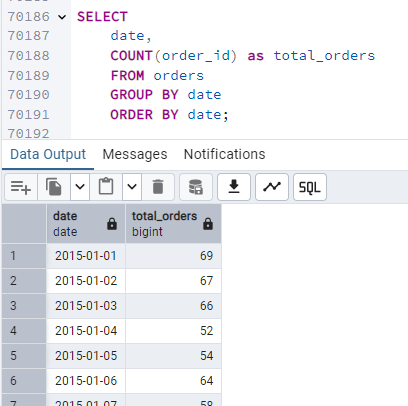 70186 SELECT
70187 date,
70188 COUNT(order_id) as total_orders
70189 FROM orders
70190 GROUP BY date
70191 ORDER BY date;
70192
Data Output Messages Notifications
SQL
date total_orders
date bigint
1 2015-01-01 69
2 2015-01-02 67
3 2015-01-03 66
4 2015-01-04 52
5 2015-01-05 54
6 2015-01-06 64
7 2015-01-07 58